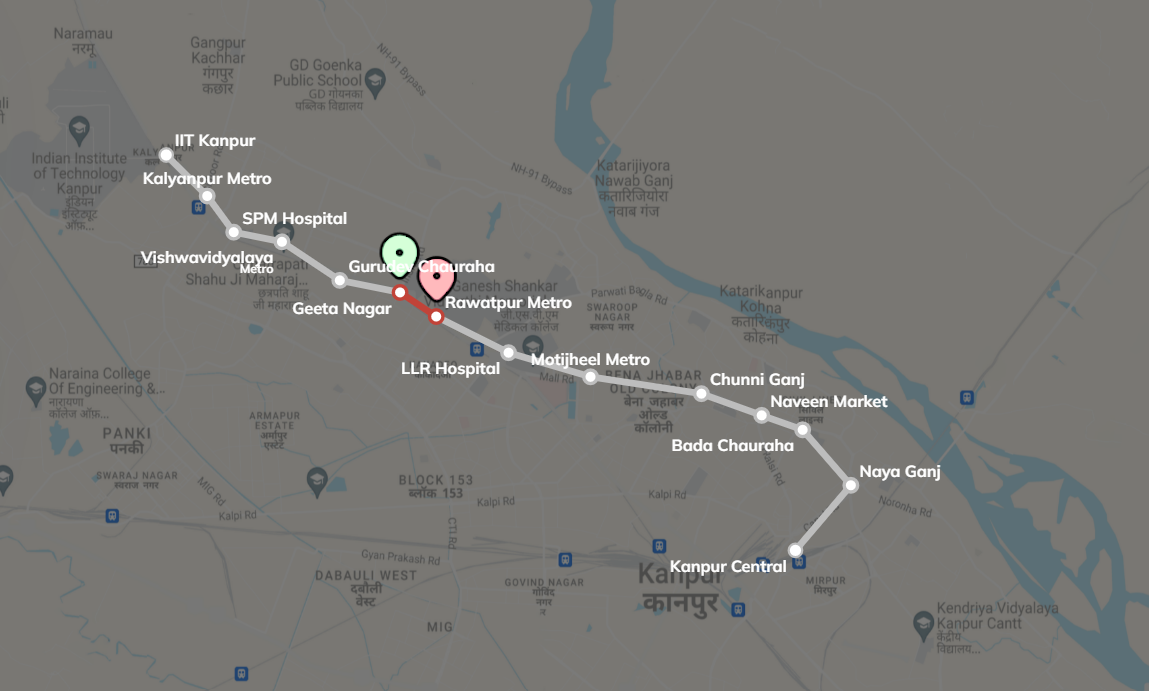 Naramau
नरमू
Gangpur
Kachhar
गंगपुर
कछार
GD Goenka
Public School
GD गोयनका
पब्लिक विद्यालय
NH-91 Bypass
Indian Institute
of Technology
Kanpur
इंडियन
इंस्टिट्यूट
ऑफ़...
IIT Kanpur
Kalyanpur Metro
SPM Hospital
Vishwavidyalaya
Metro
Shahu Ji Manaraj...
छत्रपति शाहू
Gurudev Chauraha
Geeta Nagar
Ganesh Shankar
जी.एस.वी.एम
मेडिकल कॉलेज
Rawatpur Metro
NH-91 Bypass
Katarijiyora
Nawab Ganj
कतारिजियोरा
नवाब गंज
Parwati Bagla Rd
SWAROOP
NAGAR
स्वरूप नगर
Katarikanpur
Kohna
कतारिकपुर
कोहना
LLR Hospital
Motijheel Metro
Mall Rd
BENA JHABAR
OLD COLONY
बेना जहाबर
ओल्ड
कॉलोनी
Chunni Ganj
Naveen Market
Bada Chauraha
Naya Ganj
Noronha Rd
Kanpur Central
Naraina College
Of Engineering &...
नारायणा
कॉलेज ऑफ़...
PANKI
पनकी
SWARAJ NAGAR
स्वराज नगर
ARMAPUR
ESTATE
अर्मापुर
एस्टेट
MIG Rd
Kalpi Rd
BLOCK 153
ब्लॉक 153
Kalpi Rd
Kalpi Rd
CTI Rd
Gyan Prakash Rd
DABAULI WEST
दबौली
वेस्ट
MIG
GOVIND NAGAR
गोविंद
नगर
Kanpur
कानपुर
MIRPUR
मिरपुर
Kendriya Vidyalaya
Kanpur Cantt
केंद्रीय
विद्यालय...